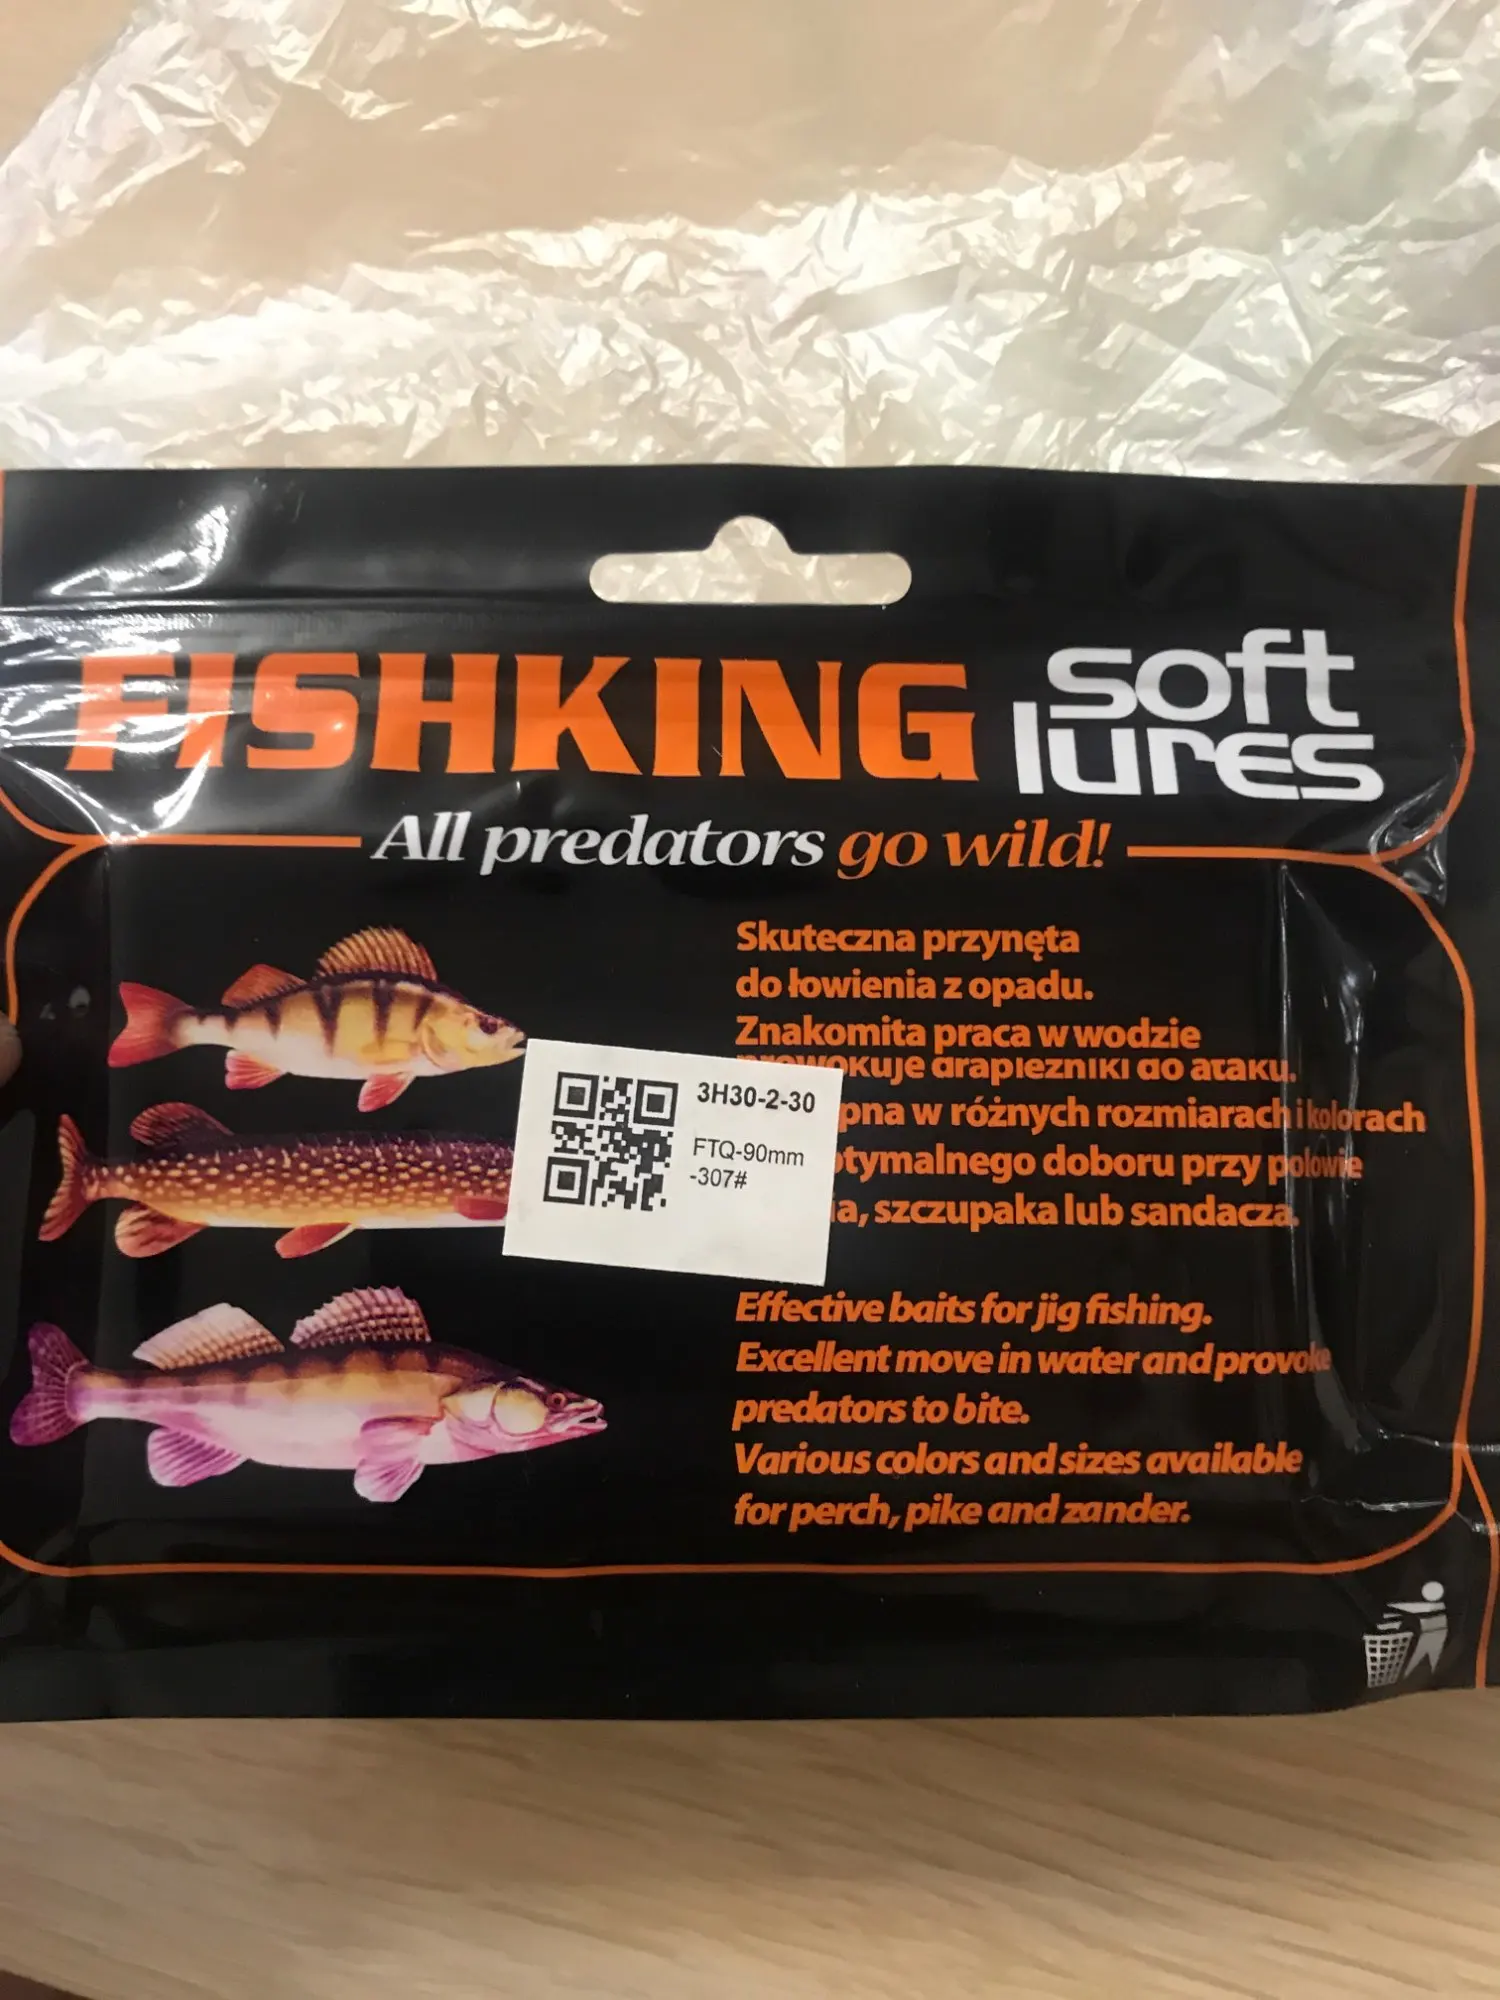 FISHKING soft lures
All predators go wild!
Skuteczna przynęta
do łowienia z opadu.
Znakomita praca w wodzie
prowokuje drapieżniki do ataku.
w różnych rozmiarach i kolorach
doboru przy połowie
szczupaka lub sandacza.
3H30-2-30
FTQ-90mm
-307#
Effective baits for jig fishing.
Excellent move in water and provoke
predators to bite.
Various colors and sizes available
for perch, pike and zander.